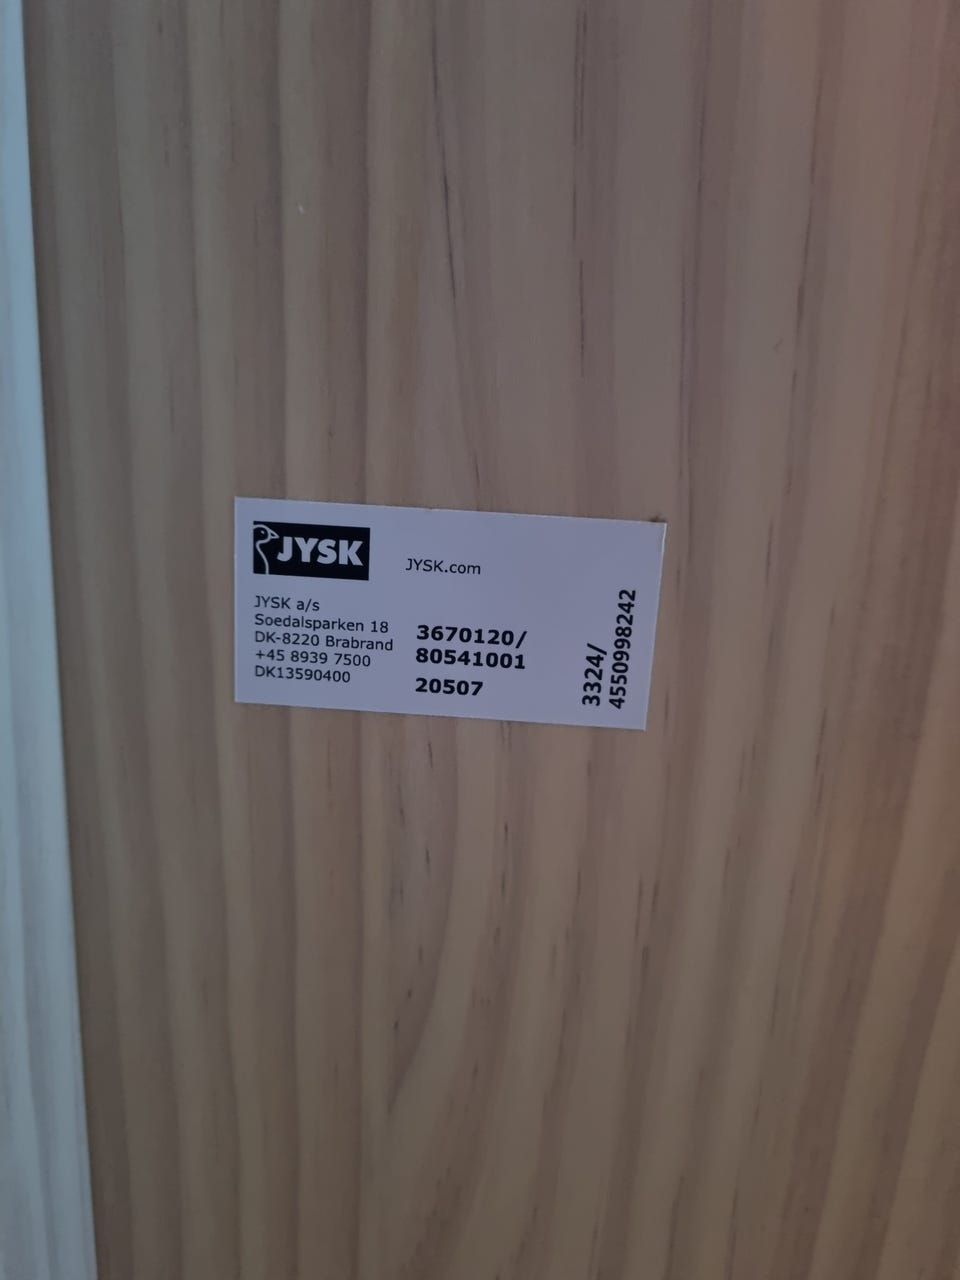 JYSK
JYSK.com
JYSK a/s
Soedalsparken 18
DK-8220 Brabrand
+45 8939 7500
DK13590400
3670120/
80541001
20507
3324/
4550998242